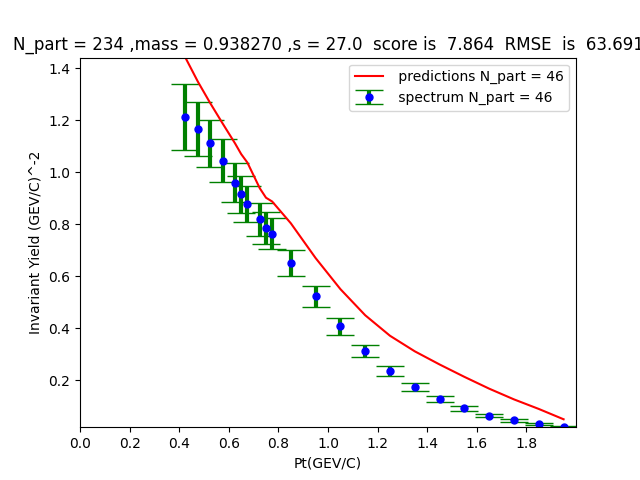 N_part = 234 ,mass = 0.938270 ,s = 27.0  score is  7.864  RMSE  is  63.691
predictions N_part = 46
spectrum N_part = 46
Invariant Yield (GEV/C)^-2
1.4
1.2
1.0
0.8
0.6
0.4
0.2
0.0 0.2 0.4 0.6 0.8 1.0 1.2 1.4 1.6 1.8
Pt(GEV/C)